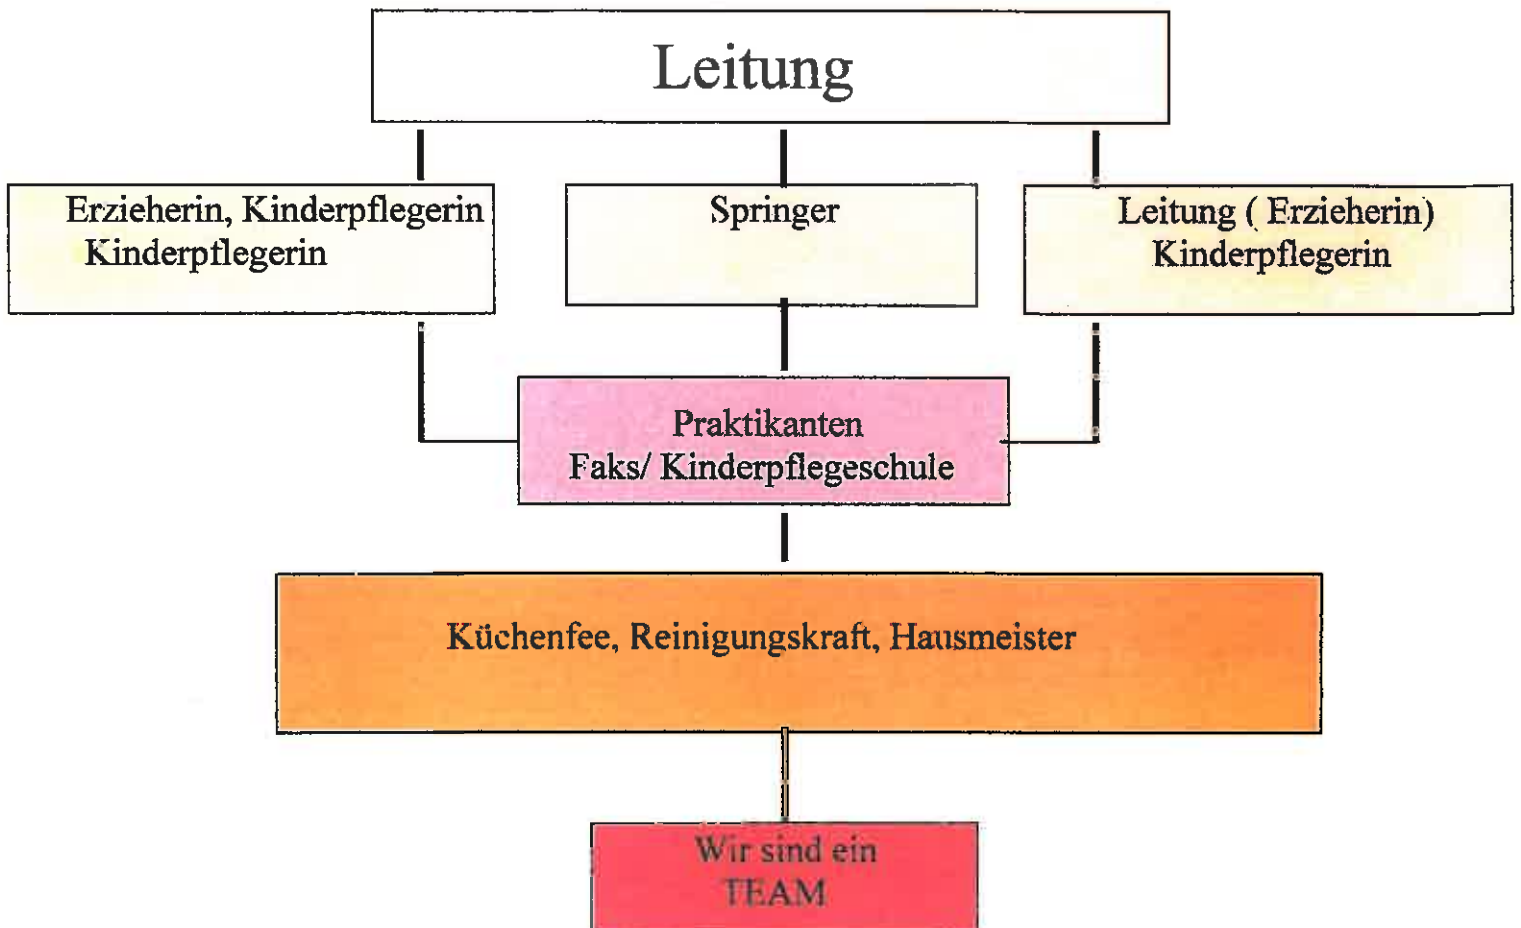 Leitung
Erzieherin, Kinderpflegerin
Kinderpflegerin
Springer
Leitung ( Erzieherin)
Kinderpflegerin
Praktikanten
Faks/ Kinderpflegeschule
Küchenfee, Reinigungskraft, Hausmeister
Wir sind ein
TEAM